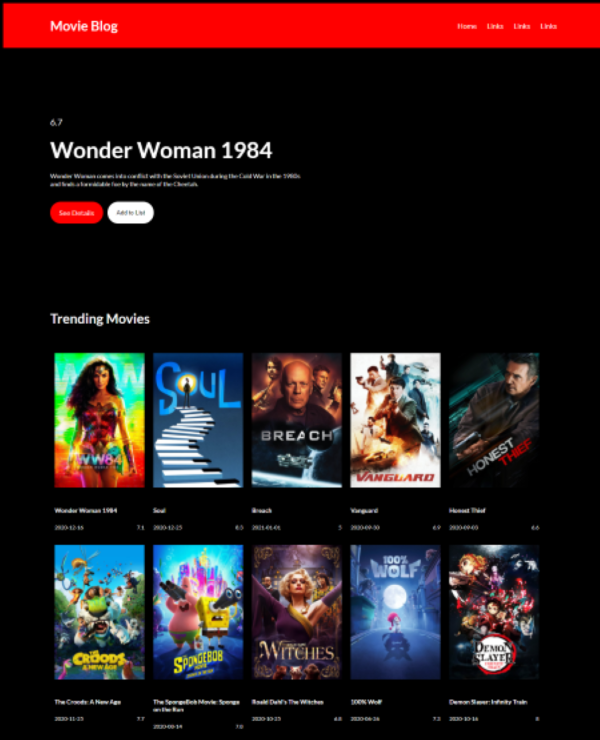 Movie Blog
Home Links Links Links
6.7
Wonder Woman 1984
Wonder Woman comes into conflict with the Soviet Union during the Cold War in the 1980s
and finds a formidable foe by the name of the Cheetah.
See Details Add to List
Trending Movies
WW84
SOUL
BREACH
VANGUARD
HONEST THIEF
Wonder Woman 1984 Soul Breach Vanguard Honest Thief
2020-12-16 7.1 2020-12-25 8.5 2021-01-01 5 2020-09-30 6.9 2020-09-03 6.6
THE CROODS A NEW AGE
SPONGEBOB
WITCHES
100% WOLF
DEMON SLAYER
The Croods: A New Age The SpongeBob Movie: Sponge Roald Dahl's The Witches 100% Wolf Demon Slayer: Infinity Train
on the Run
2020-11-25 7.7 2020-08-14 7.8 2020-10-25 6.8 2020-06-26 7.3 2020-10-16 8